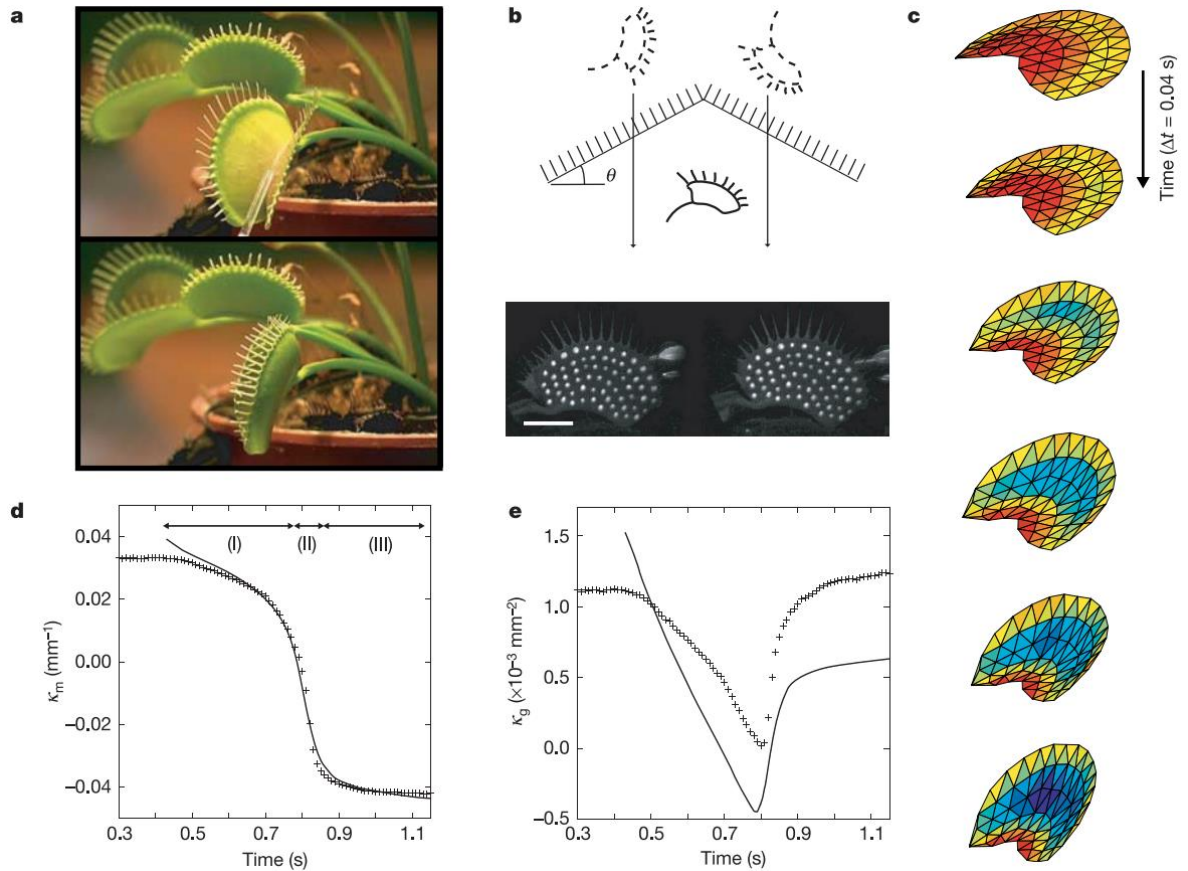 a
b
θ
c
Time (Δt = 0.04 s)
d
κm (mm⁻¹)
0.04
0.02
0.00
−0.02
−0.04
(I)
(II)
(III)
0.3
0.5
0.7
0.9
1.1
Time (s)
e
κg (×10⁻³ mm⁻²)
1.5
1.0
0.5
0.0
−0.5
0.3
0.5
0.7
0.9
1.1
Time (s)